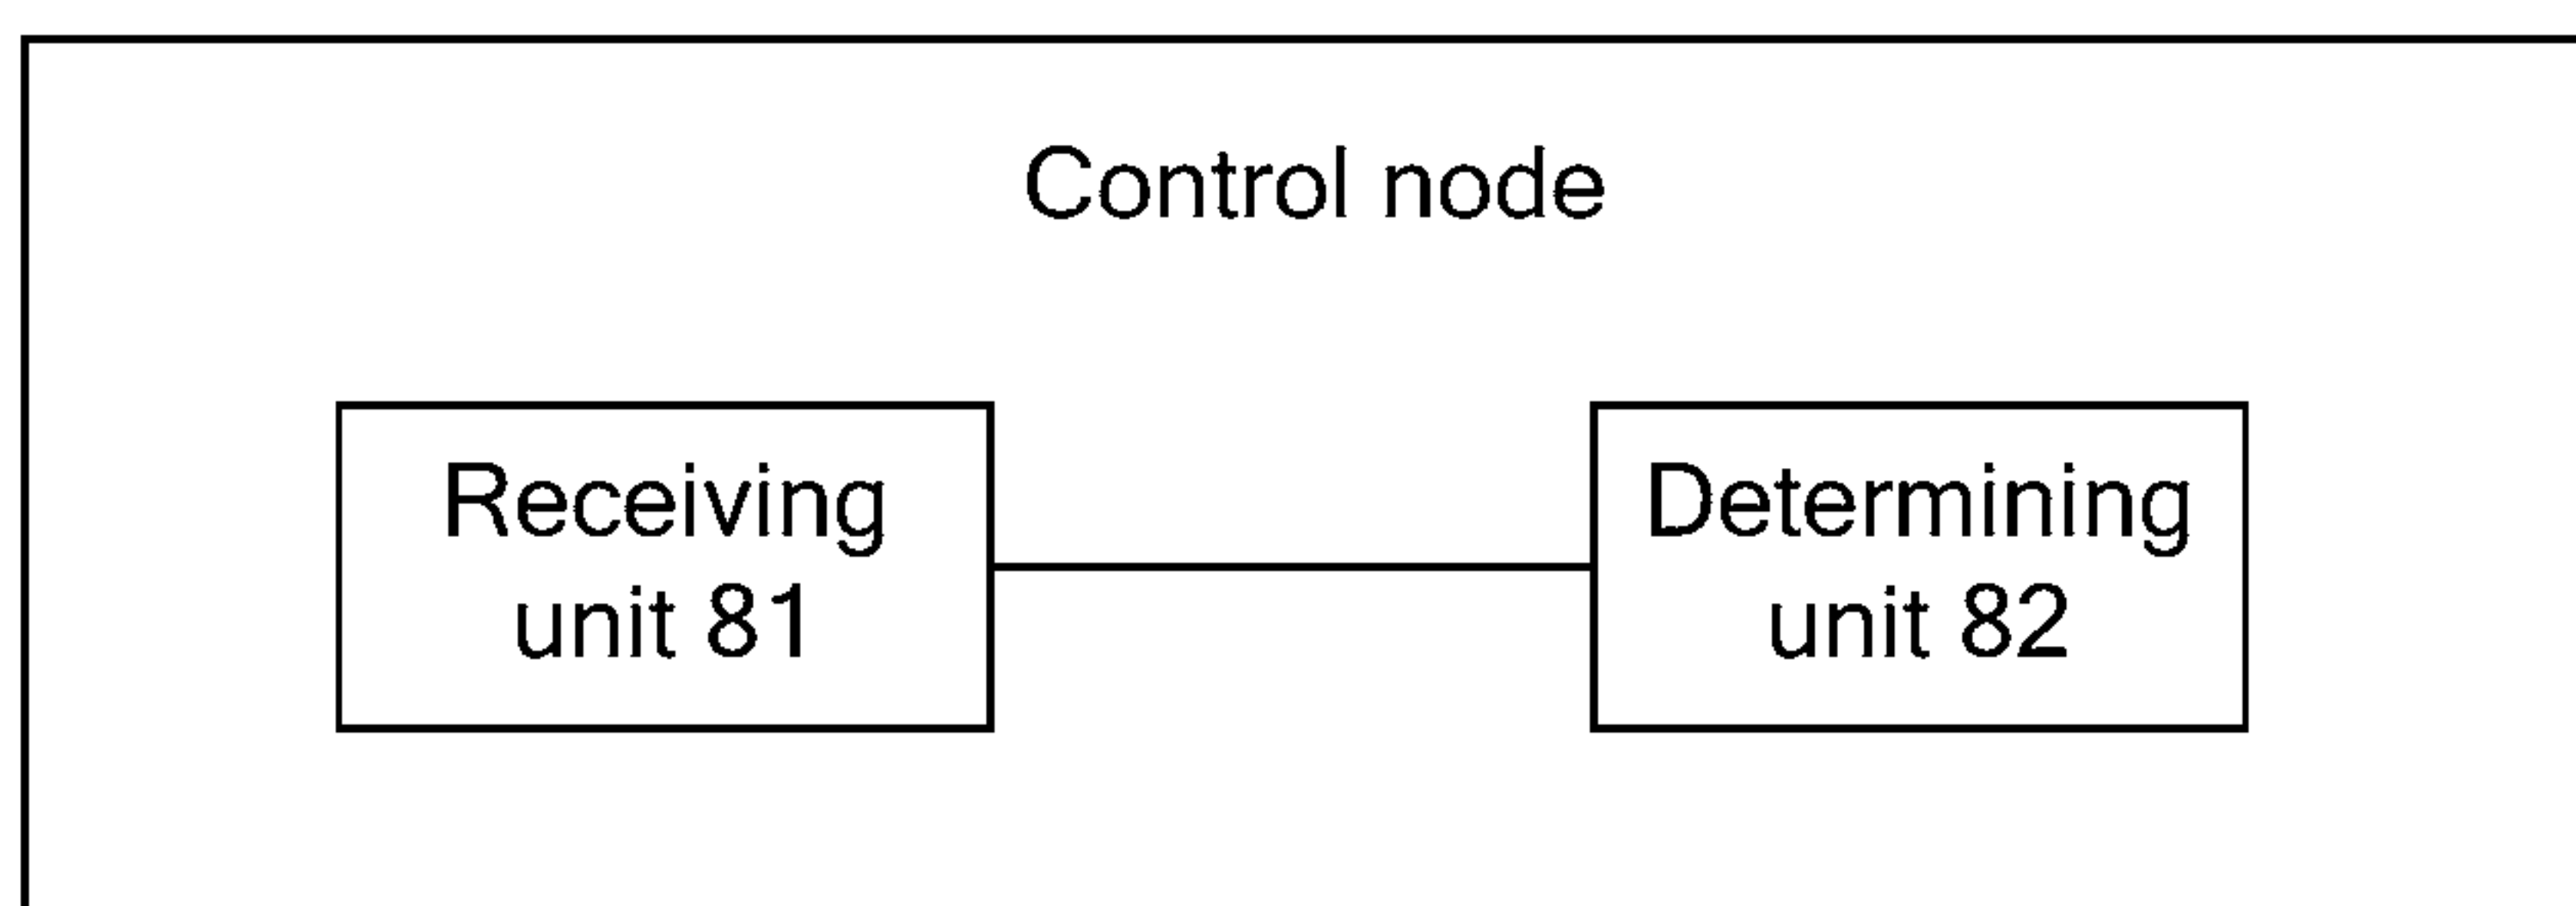 Control node
Receiving
unit 81
Determining
unit 82